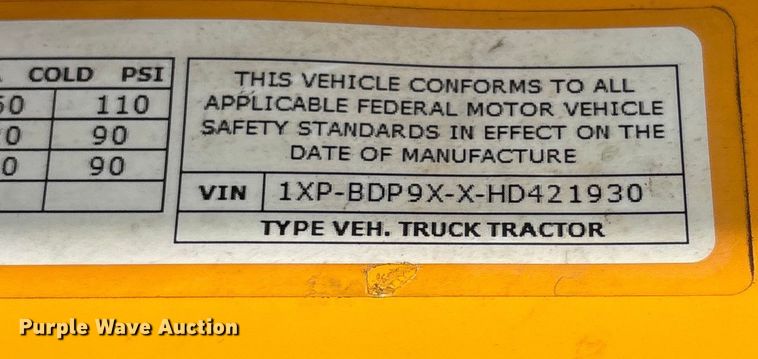 COLD PSI
110
90
90
THIS VEHICLE CONFORMS TO ALL
APPLICABLE FEDERAL MOTOR VEHICLE
SAFETY STANDARDS IN EFFECT ON THE
DATE OF MANUFACTURE
VIN 1XP-BDP9X-X-HD421930
TYPE VEH. TRUCK TRACTOR
Purple Wave Auction